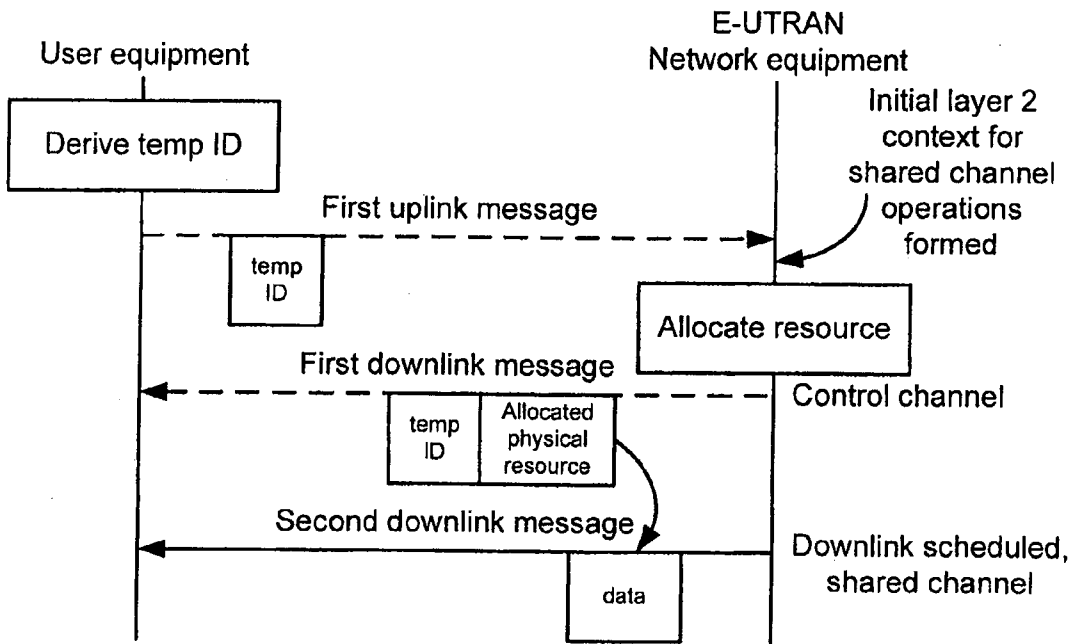 User equipment
E-UTRAN
Network equipment
Derive temp ID
Initial layer 2
context for
shared channel
operations
formed
First uplink message
temp
ID
Allocate resource
First downlink message
Control channel
temp
ID
Allocated
physical
resource
Second downlink message
Downlink scheduled,
shared channel
data